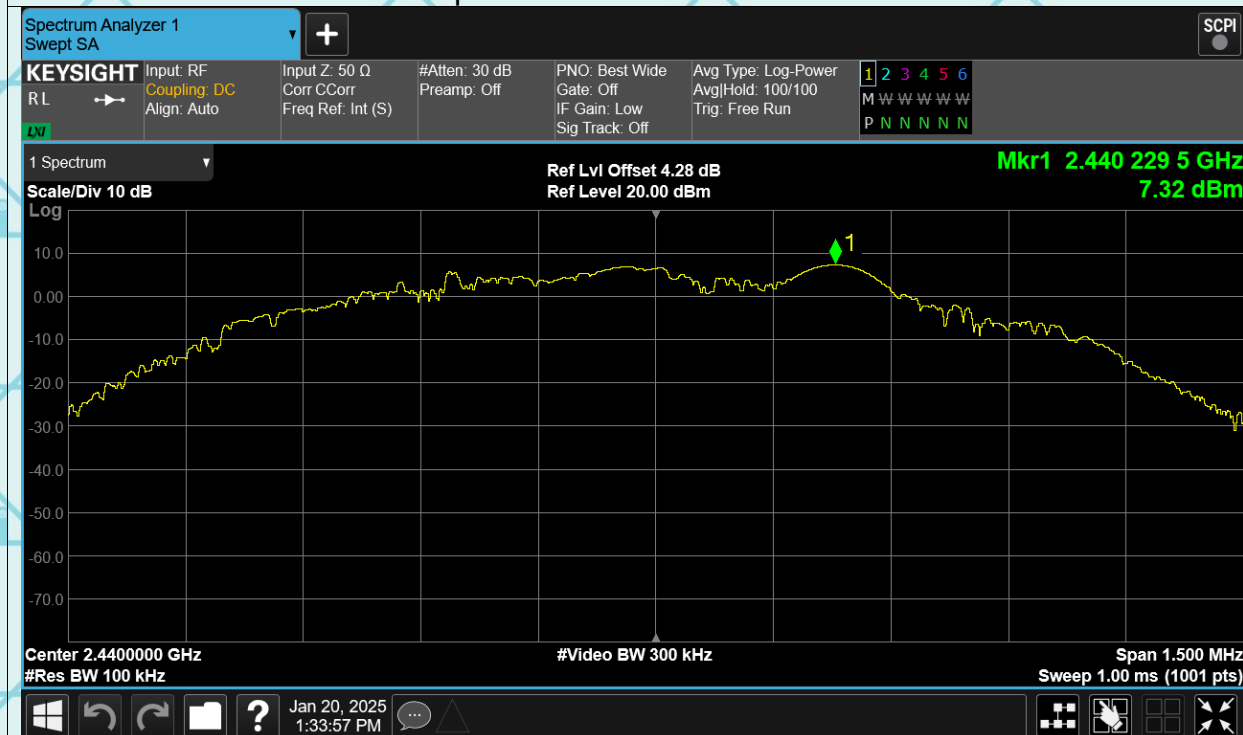 Spectrum Analyzer 1
Swept SA
SCPI
KEYSIGHT
RL
LXI
Input: RF
Coupling: DC
Align: Auto
Input Z: 50 Ω
Corr CCorr
Freq Ref: Int (S)
#Atten: 30 dB
Preamp: Off
PNO: Best Wide
Gate: Off
IF Gain: Low
Sig Track: Off
Avg Type: Log-Power
Avg|Hold: 100/100
Trig: Free Run
1 2 3 4 5 6
M W W W W W
P N N N N N
1 Spectrum
Scale/Div 10 dB
Log
Ref Lvl Offset 4.28 dB
Ref Level 20.00 dBm
Mkr1 2.440 229 5 GHz
7.32 dBm
1
10.0
0.00
-10.0
-20.0
-30.0
-40.0
-50.0
-60.0
-70.0
Center 2.4400000 GHz
#Res BW 100 kHz
#Video BW 300 kHz
Span 1.500 MHz
Sweep 1.00 ms (1001 pts)
?
Jan 20, 2025
1:33:57 PM